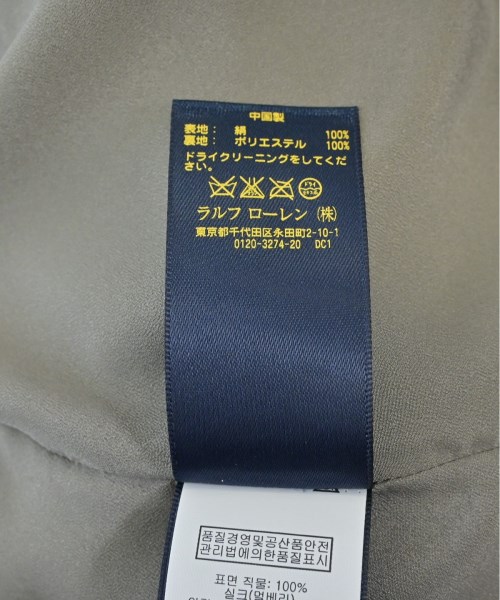 中国製
表地： 絹 100%
裏地： ポリエステル 100%
ドライクリーニングをしてくだ
さい。
ラルフ ローレン（株）
東京都千代田区永田町2-10-1
0120-3274-20 DC1
품질경영및공산품안전
관리법에의한품질표시
표면 직물: 100%
실크(멀베리)